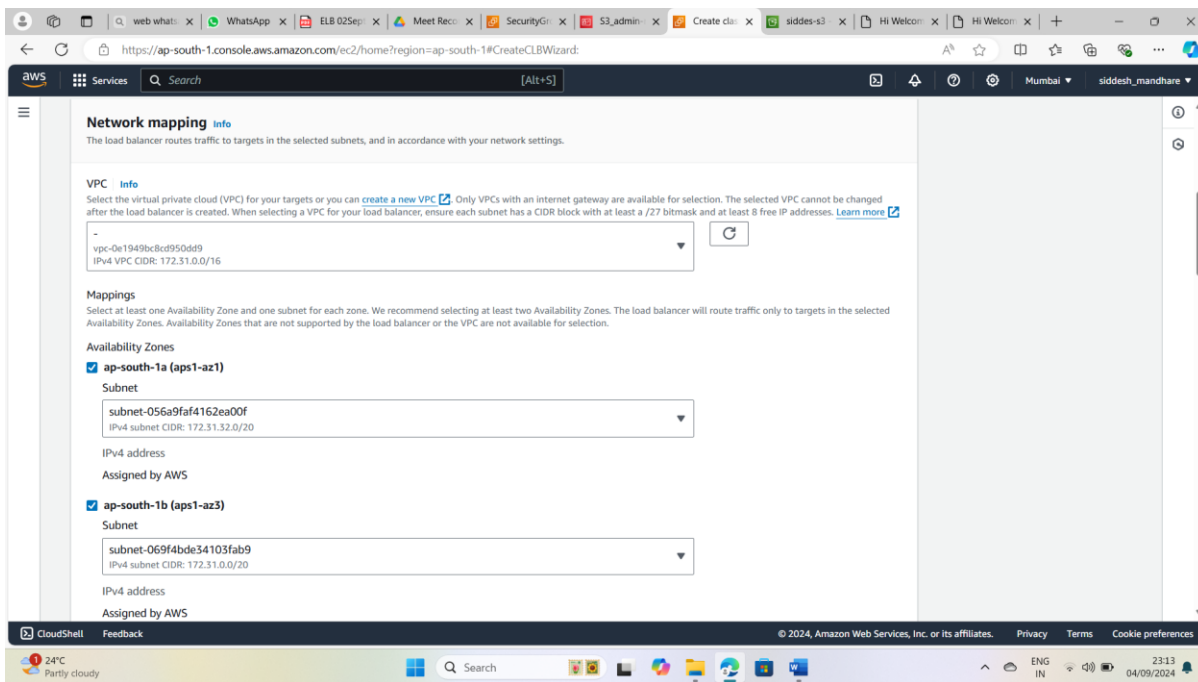 web whats
WhatsApp
ELB 02Sep
Meet Reco
SecurityGr
S3_admin-
Create clas
siddes-s3
Hi Welcom
Hi Welcom
https://ap-south-1.console.aws.amazon.com/ec2/home?region=ap-south-1#CreateCLBWizard:
aws
Services
Search
[Alt+S]
Mumbai
siddesh_mandhare
Network mapping Info
The load balancer routes traffic to targets in the selected subnets, and in accordance with your network settings.
VPC Info
Select the virtual private cloud (VPC) for your targets or you can create a new VPC. Only VPCs with an internet gateway are available for selection. The selected VPC cannot be changed
after the load balancer is created. When selecting a VPC for your load balancer, ensure each subnet has a CIDR block with at least a /27 bitmask and at least 8 free IP addresses. Learn more
-
vpc-0e1949bc8cd950dd9
IPv4 VPC CIDR: 172.31.0.0/16
Mappings
Select at least one Availability Zone and one subnet for each zone. We recommend selecting at least two Availability Zones. The load balancer will route traffic only to targets in the selected
Availability Zones. Availability Zones that are not supported by the load balancer or the VPC are not available for selection.
Availability Zones
ap-south-1a (aps1-az1)
Subnet
subnet-056a9faf4162ea00f
IPv4 subnet CIDR: 172.31.32.0/20
IPv4 address
Assigned by AWS
ap-south-1b (aps1-az3)
Subnet
subnet-069f4bde34103fab9
IPv4 subnet CIDR: 172.31.0.0/20
IPv4 address
Assigned by AWS
CloudShell
Feedback
© 2024, Amazon Web Services, Inc. or its affiliates.
Privacy
Terms
Cookie preferences
1
24°C
Partly cloudy
Search
ENG
IN
23:13
04/09/2024